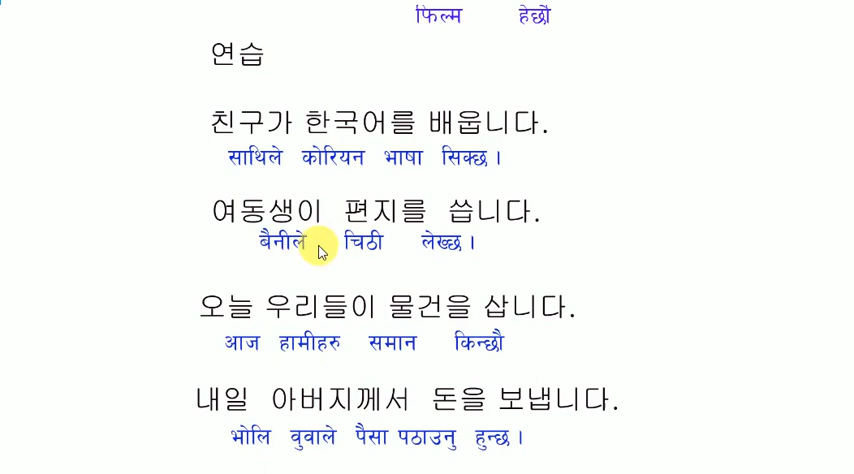 फिल्म हेछौ
연습
친구가 한국어를 배웁니다.
साथिले कोरियन भाषा सिक्छ ।
여동생이 편지를 씁니다.
बैनीले चिठी लेख्छ ।
오늘 우리들이 물건을 삽니다.
आज हामीहरु समान किन्छौ
내일 아버지께서 돈을 보냅니다.
भोलि वुवाले पैसा पठाउनु हुन्छ ।